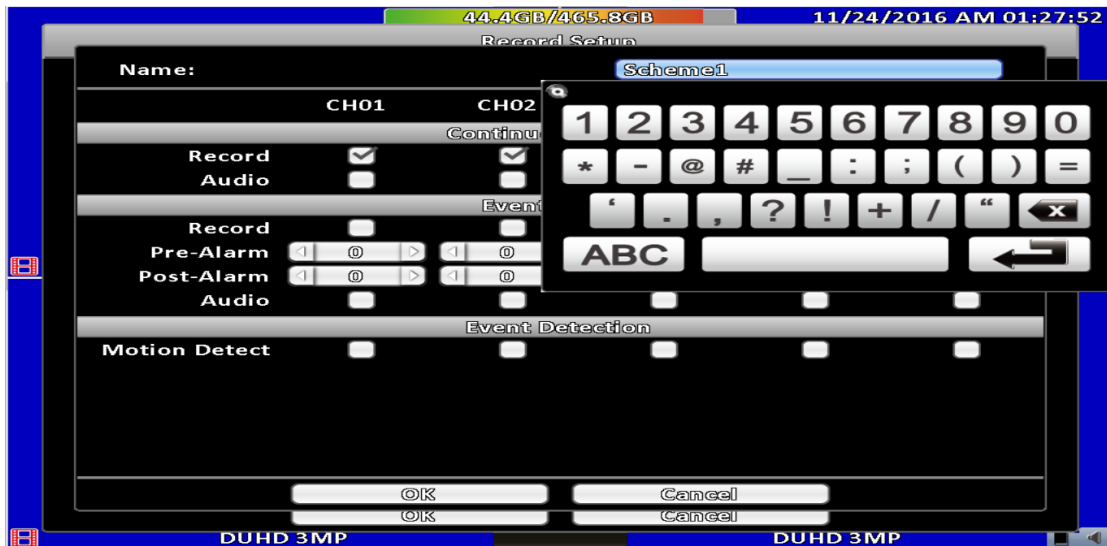 44.4GB/465.8GB 11/24/2016 AM 01:27:52
Record Setup
Name: Scheme1
CH01 CH02
Continu
Record
Audio
Event
Record
Pre-Alarm 0 0
Post-Alarm 0 0
Audio
Event Detection
Motion Detect
1 2 3 4 5 6 7 8 9 0
* - @ # _ : ; ( ) =
‘ . , ? ! + / “ x
ABC
OK Cancel
OK Cancel
DUHD 3MP DUHD 3MP